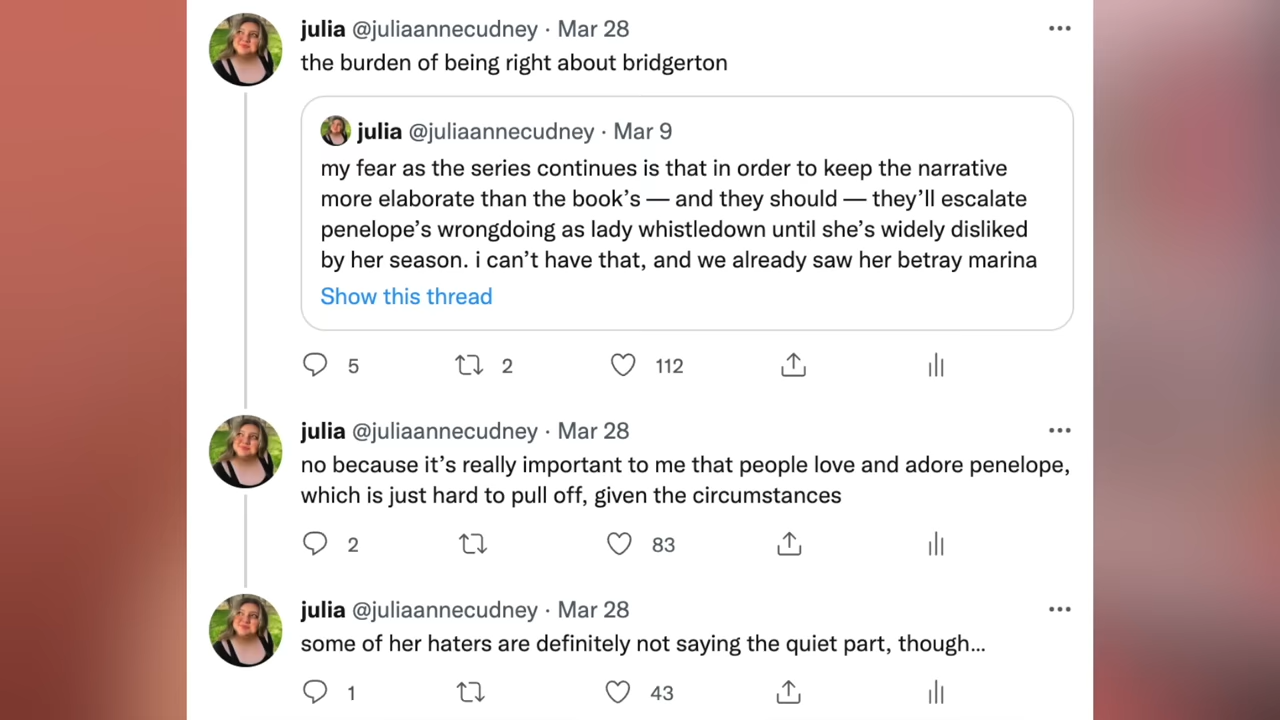 julia @juliaannecudney · Mar 28
the burden of being right about bridgerton
julia @juliaannecudney · Mar 9
my fear as the series continues is that in order to keep the narrative
more elaborate than the book’s — and they should — they’ll escalate
penelope’s wrongdoing as lady whistledown until she’s widely disliked
by her season. i can’t have that, and we already saw her betray marina
Show this thread
5 2 112
julia @juliaannecudney · Mar 28
no because it’s really important to me that people love and adore penelope,
which is just hard to pull off, given the circumstances
2 83
julia @juliaannecudney · Mar 28
some of her haters are definitely not saying the quiet part, though...
1 43